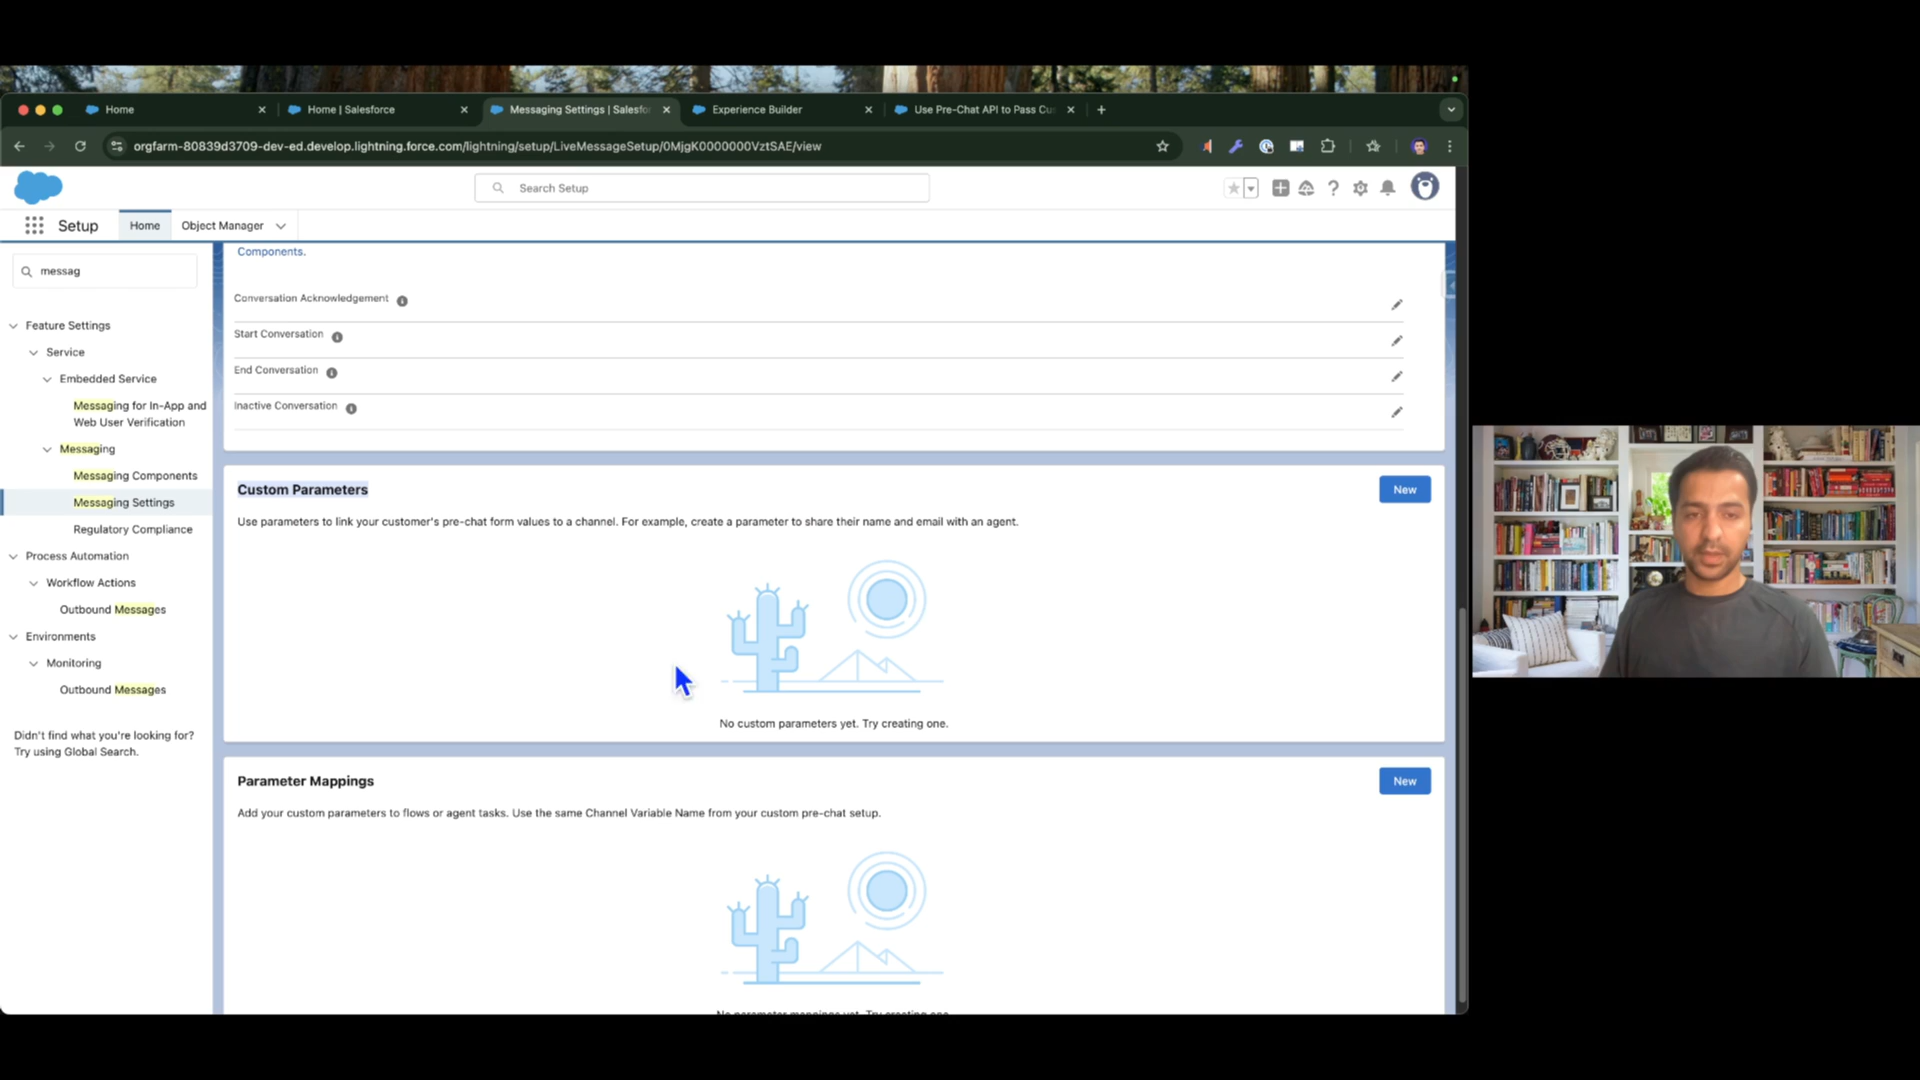 Home
Home | Salesforce
Messaging Settings | Salesfo
Experience Builder
Use Pre-Chat API to Pass Cu
orgfarm-80839d3709-dev-ed.develop.lightning.force.com/lightning/setup/LiveMessageSetup/0MjgK0000000VztSAE/view
Search Setup
Setup
Home
Object Manager
messag
Feature Settings
Service
Embedded Service
Messaging for In-App and
Web User Verification
Messaging
Messaging Components
Messaging Settings
Regulatory Compliance
Process Automation
Workflow Actions
Outbound Messages
Environments
Monitoring
Outbound Messages
Didn't find what you're looking for?
Try using Global Search.
Components.
Conversation Acknowledgement
Start Conversation
End Conversation
Inactive Conversation
Custom Parameters
New
Use parameters to link your customer's pre-chat form values to a channel. For example, create a parameter to share their name and email with an agent.
No custom parameters yet. Try creating one.
Parameter Mappings
New
Add your custom parameters to flows or agent tasks. Use the same Channel Variable Name from your custom pre-chat setup.
No parameter mappings yet. Try creating one.